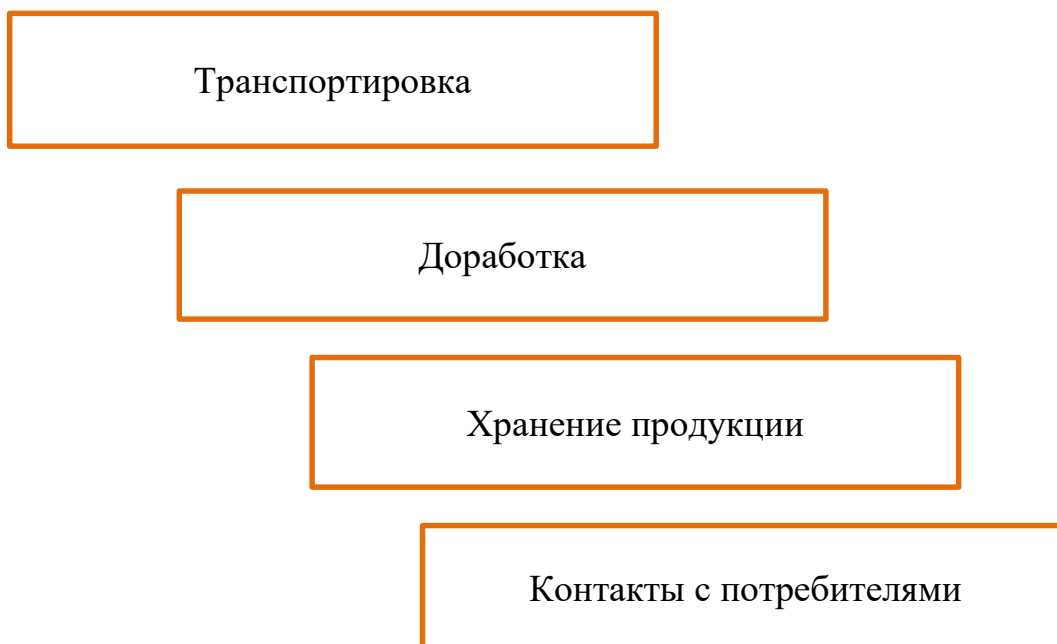 Транспортировка
Доработка
Хранение продукции
Контакты с потребителями